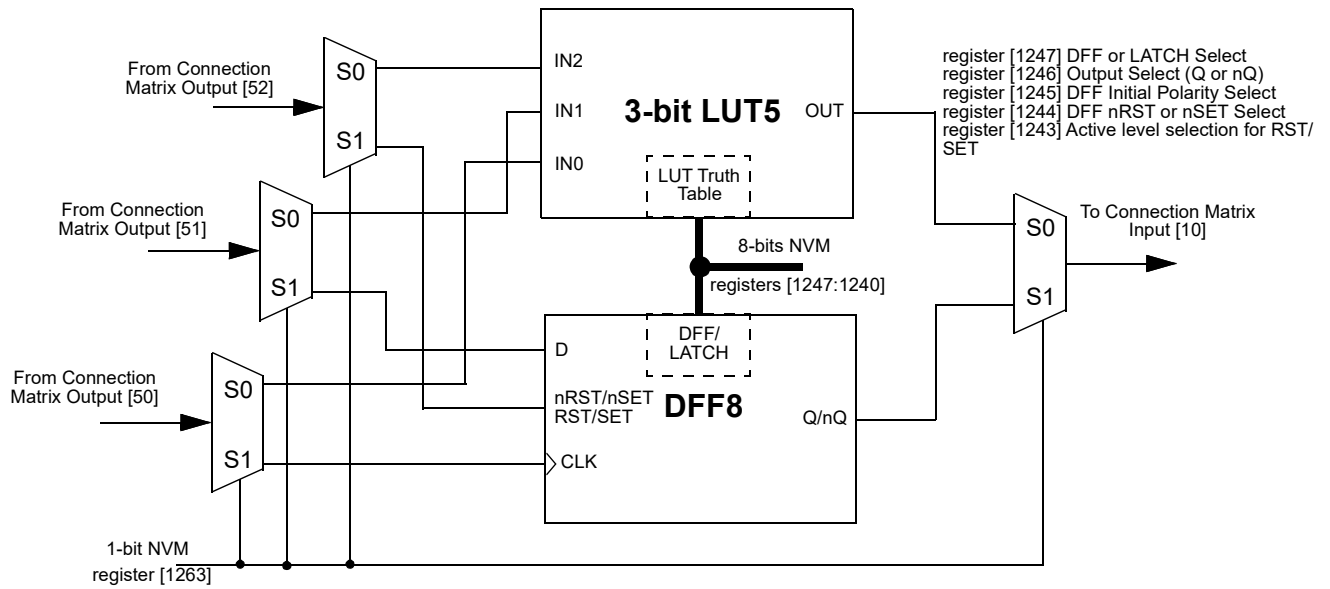 From Connection
Matrix Output [52]
S0
S1
From Connection
Matrix Output [51]
S0
S1
From Connection
Matrix Output [50]
S0
S1
1-bit NVM
register [1263]
IN2
IN1
IN0
3-bit LUT5
OUT
LUT Truth
Table
8-bits NVM
registers [1247:1240]
DFF/
LATCH
D
nRST/nSET
RST/SET
DFF8
Q/nQ
CLK
register [1247] DFF or LATCH Select
register [1246] Output Select (Q or nQ)
register [1245] DFF Initial Polarity Select
register [1244] DFF nRST or nSET Select
register [1243] Active level selection for RST/
SET
S0
S1
To Connection Matrix
Input [10]